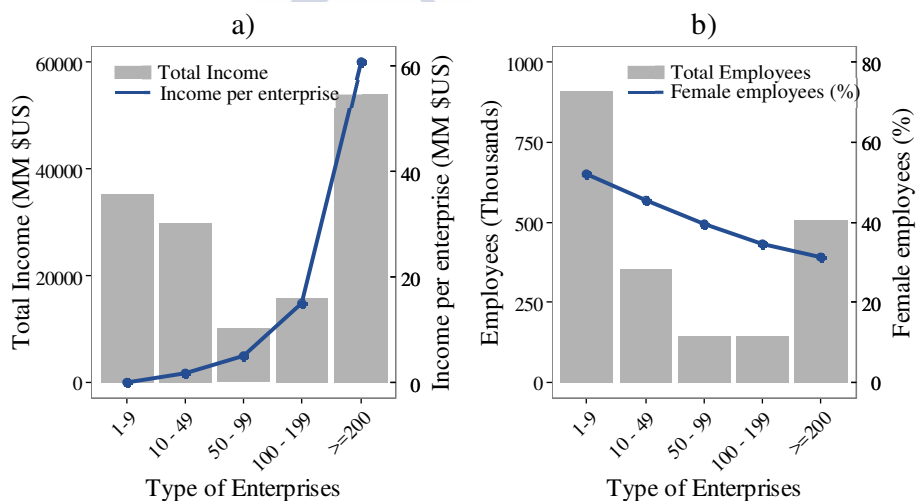 a)
Total Income
Income per enterprise
60000
40000
20000
0
60
40
20
0
Total Income (MM $US)
Income per enterprise (MM $US)
1-9
10 - 49
50 - 99
100 - 199
>=200
Type of Enterprises
b)
Total Employees
Female employees (%)
1000
750
500
250
0
80
60
40
20
0
Employees (Thousands)
Female employees (%)
1-9
10 - 49
50 - 99
100 - 199
>=200
Type of Enterprises